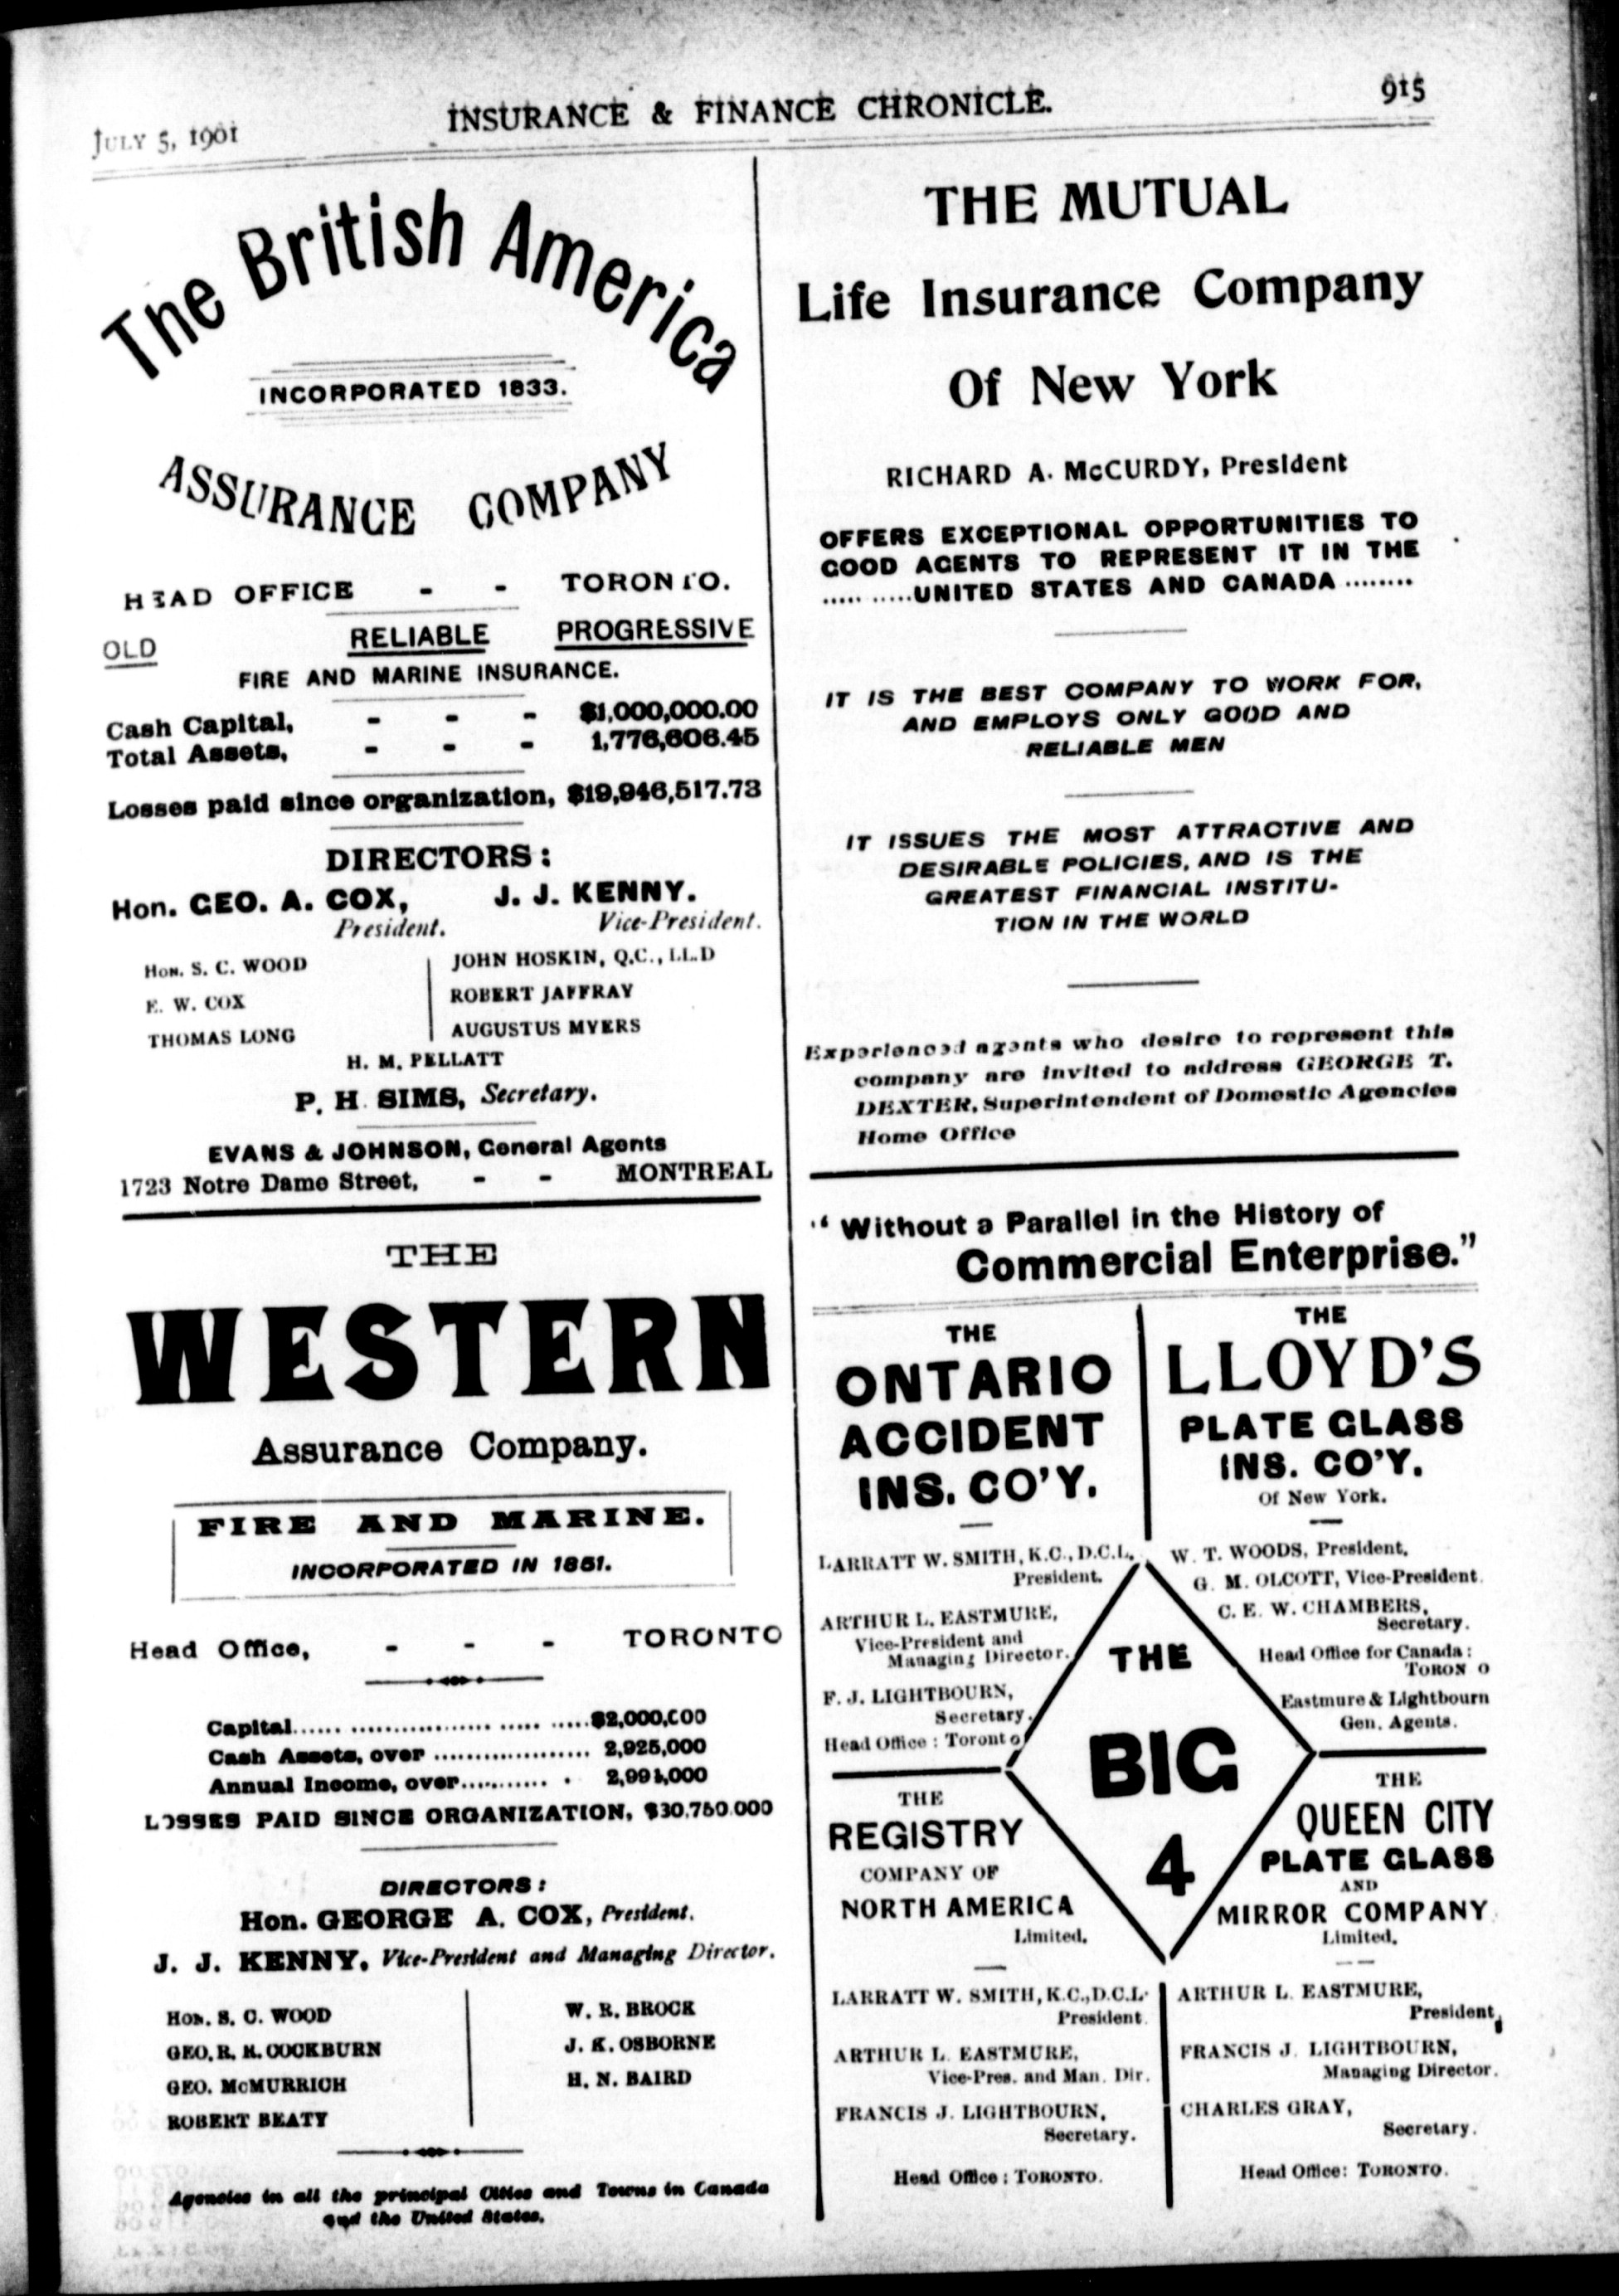 JULY 5, 1901
INSURANCE & FINANCE CHRONICLE.
915
The British America
INCORPORATED 1833.
ASSURANCE COMPANY
HEAD OFFICE - - TORONTO.
OLD RELIABLE PROGRESSIVE
FIRE AND MARINE INSURANCE.
Cash Capital, - - - $1,000,000.00
Total Assets, - - - 1,776,606.45
Losses paid since organization, $19,946,517.73
DIRECTORS:
Hon. GEO. A. COX, J. J. KENNY.
President. Vice-President.
HON. S. C. WOOD JOHN HOSKIN, Q.C., LL.D
E. W. COX ROBERT JAFFRAY
THOMAS LONG AUGUSTUS MYERS
H. M. PELLATT
P. H. SIMS, Secretary.
EVANS & JOHNSON, General Agents
1723 Notre Dame Street, - - MONTREAL
THE
WESTERN
Assurance Company.
FIRE AND MARINE.
INCORPORATED IN 1851.
Head Office, - - - TORONTO
Capital...... ................. ..... .....$2,000,000
Cash Assets, over ................... 2,925,000
Annual Income, over........... . 2,994,000
LOSSES PAID SINCE ORGANIZATION, $30,750.000
DIRECTORS:
Hon. GEORGE A. COX, President.
J. J. KENNY, Vice-President and Managing Director.
HON. S. C. WOOD W. R. BROCK
GEO. R. R. COCKBURN J. K. OSBORNE
GEO. McMURRICH H. N. BAIRD
ROBERT BEATY
Agencies in all the principal Cities and Towns in Canada
and the United States.
THE MUTUAL
Life Insurance Company
Of New York
RICHARD A. McCURDY, President
OFFERS EXCEPTIONAL OPPORTUNITIES TO
GOOD AGENTS TO REPRESENT IT IN THE
..... .....UNITED STATES AND CANADA ........
IT IS THE BEST COMPANY TO WORK FOR,
AND EMPLOYS ONLY GOOD AND
RELIABLE MEN
IT ISSUES THE MOST ATTRACTIVE AND
DESIRABLE POLICIES, AND IS THE
GREATEST FINANCIAL INSTITU-
TION IN THE WORLD
Experienced agents who desire to represent this
company are invited to address GEORGE T.
DEXTER, Superintendent of Domestic Agencies
Home Office
"Without a Parallel in the History of
Commercial Enterprise."
THE
ONTARIO
ACCIDENT
INS. CO'Y.
LARRATT W. SMITH, K.C., D.C.L.
President.
ARTHUR L. EASTMURE,
Vice-President and
Managing Director.
F. J. LIGHTBOURN,
Secretary.
Head Office : Toronto
THE
LLOYD'S
PLATE GLASS
INS. CO'Y.
Of New York.
W. T. WOODS, President,
G. M. OLCOTT, Vice-President.
C. E. W. CHAMBERS,
Secretary.
Head Office for Canada:
TORON O
Eastmure & Lightbourn
Gen. Agents.
THE
BIG
4
THE
REGISTRY
COMPANY OF
NORTH AMERICA
Limited.
LARRATT W. SMITH, K.C., D.C.L.
President.
ARTHUR L. EASTMURE,
Vice-Pres. and Man. Dir.
FRANCIS J. LIGHTBOURN,
Secretary.
Head Office : TORONTO.
THE
QUEEN CITY
PLATE GLASS
AND
MIRROR COMPANY
Limited.
ARTHUR L. EASTMURE,
President,
FRANCIS J. LIGHTBOURN,
Managing Director.
CHARLES GRAY,
Secretary.
Head Office: TORONTO.